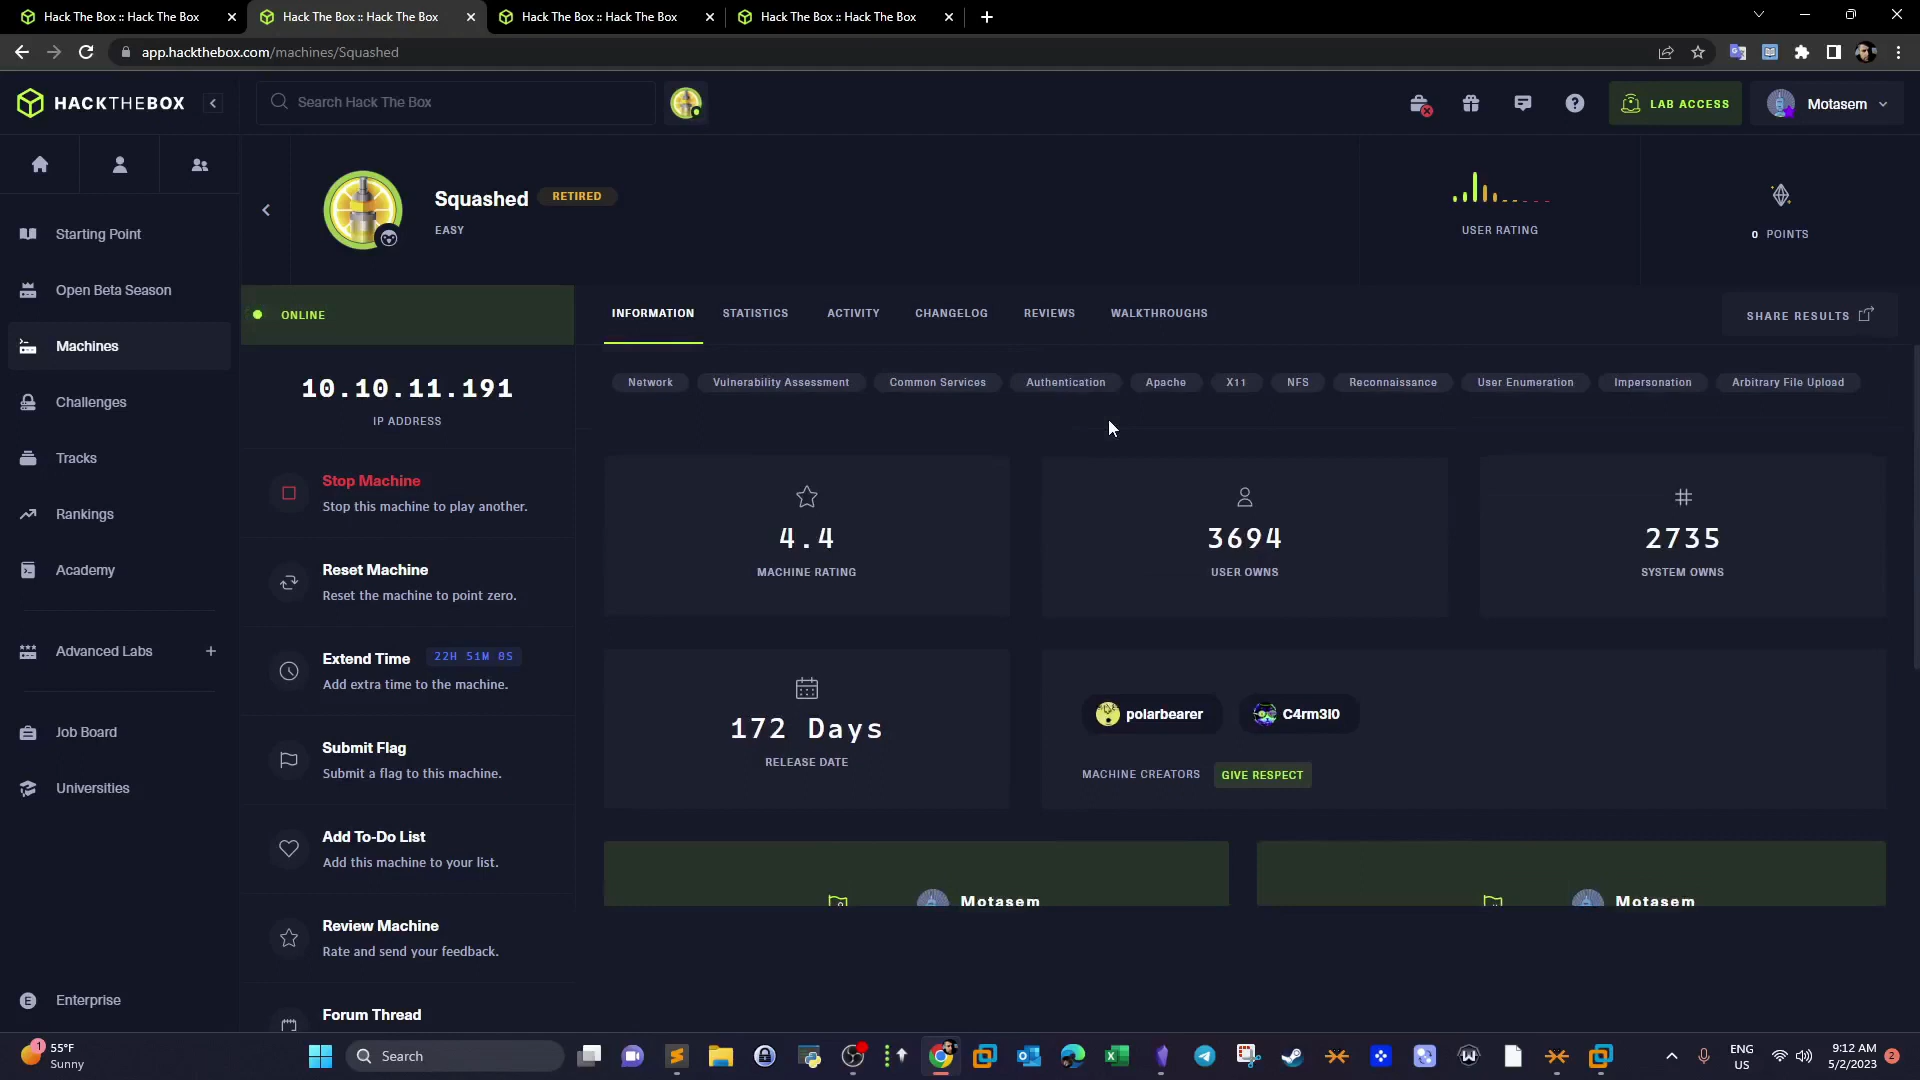 Hack The Box :: Hack The Box
Hack The Box :: Hack The Box
Hack The Box :: Hack The Box
Hack The Box :: Hack The Box
app.hackthebox.com/machines/Squashed
HACKTHEBOX
Search Hack The Box
LAB ACCESS
Motasem
Squashed
RETIRED
EASY
USER RATING
0 POINTS
Starting Point
Open Beta Season
Machines
Challenges
Tracks
Rankings
Academy
Advanced Labs
Job Board
Universities
E Enterprise
ONLINE
10.10.11.191
IP ADDRESS
Stop Machine
Stop this machine to play another.
Reset Machine
Reset the machine to point zero.
Extend Time
22H 51M 8S
Add extra time to the machine.
Submit Flag
Submit a flag to this machine.
Add To-Do List
Add this machine to your list.
Review Machine
Rate and send your feedback.
Forum Thread
INFORMATION
STATISTICS
ACTIVITY
CHANGELOG
REVIEWS
WALKTHROUGHS
SHARE RESULTS
Network
Vulnerability Assessment
Common Services
Authentication
Apache
X11
NFS
Reconnaissance
User Enumeration
Impersonation
Arbitrary File Upload
4.4
MACHINE RATING
3694
USER OWNS
2735
SYSTEM OWNS
172 Days
RELEASE DATE
polarbearer
C4rm3l0
MACHINE CREATORS
GIVE RESPECT
Motasem
Motasem
1
55°F
Sunny
Search
ENG
US
9:12 AM
5/2/2023
2